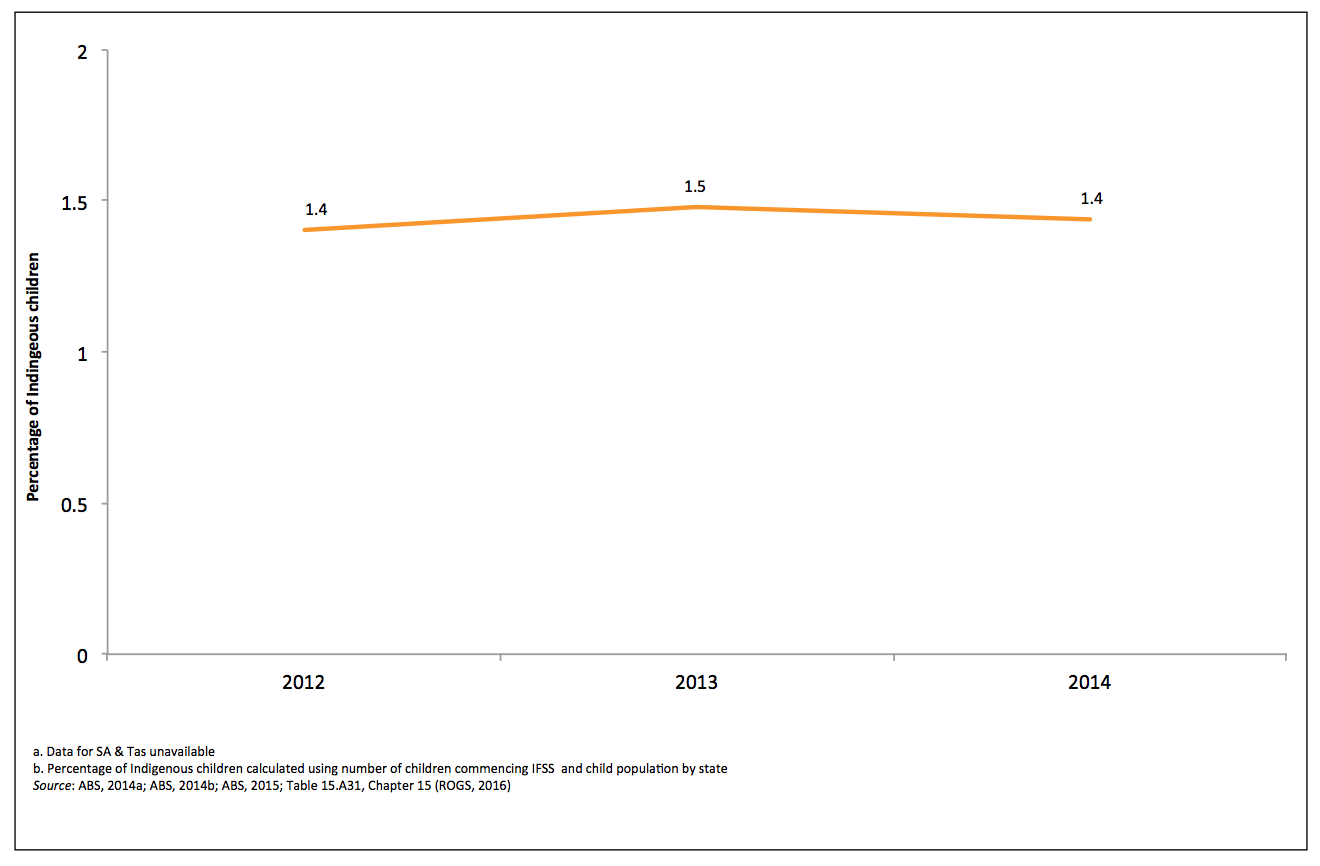 2
1.5
1
0.5
0
Percentage of Indingeous children
1.4
1.5
1.4
2012
2013
2014
a. Data for SA & Tas unavailable
b. Percentage of Indigenous children calculated using number of children commencing IFSS  and child population by state
Source: ABS, 2014a; ABS, 2014b; ABS, 2015; Table 15.A31, Chapter 15 (ROGS, 2016)